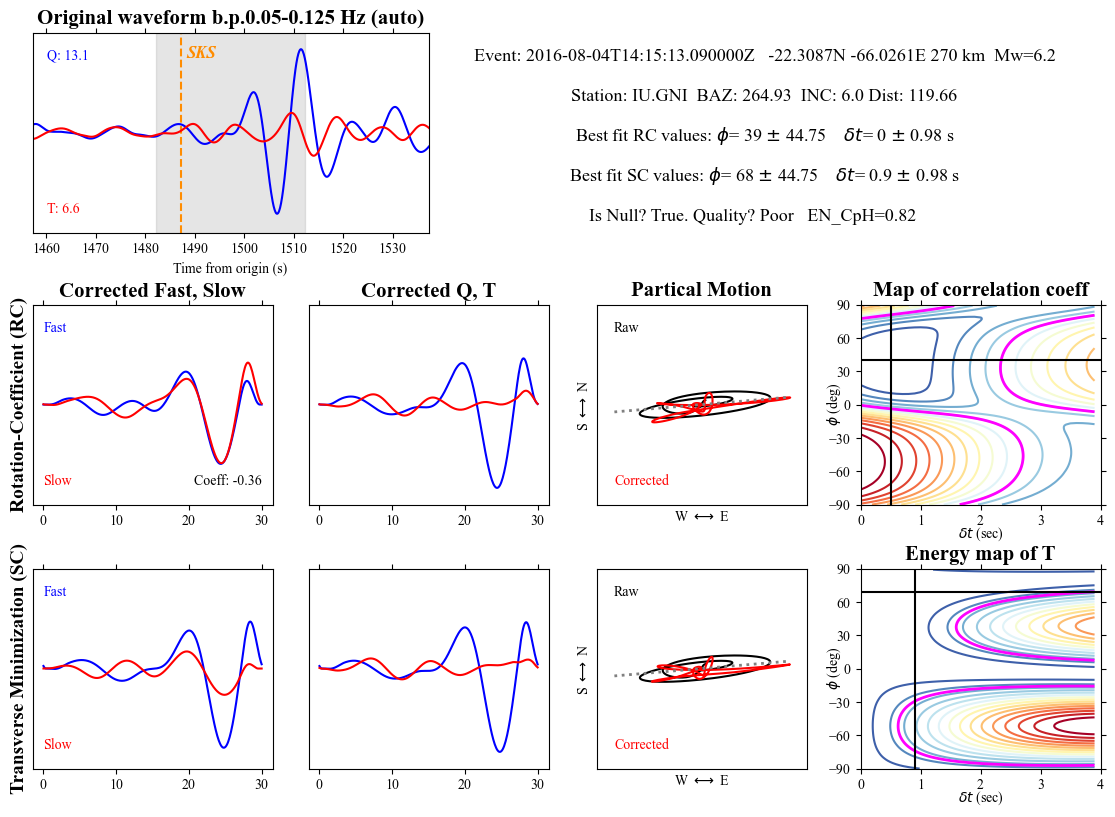 Original waveform b.p.0.05-0.125 Hz (auto)
Q: 13.1
SKS
T: 6.6
1460 1470 1480 1490 1500 1510 1520 1530
Time from origin (s)
Event: 2016-08-04T14:15:13.090000Z -22.3087N -66.0261E 270 km Mw=6.2
Station: IU.GNI BAZ: 264.93 INC: 6.0 Dist: 119.66
Best fit RC values: ϕ= 39 ± 44.75 δt= 0 ± 0.98 s
Best fit SC values: ϕ= 68 ± 44.75 δt= 0.9 ± 0.98 s
Is Null? True. Quality? Poor EN_CpH=0.82
Rotation-Coefficient (RC)
Corrected Fast, Slow
Fast
Slow
Coeff: -0.36
0 10 20 30
Corrected Q, T
0 10 20 30
Partical Motion
Raw
Corrected
S ⟷ N
W ⟷ E
Map of correlation coeff
90
60
30
0
−30
−60
−90
ϕ (deg)
0 1 2 3 4
δt (sec)
Transverse Minimization (SC)
Fast
Slow
0 10 20 30
0 10 20 30
Raw
Corrected
S ⟷ N
W ⟷ E
Energy map of T
90
60
30
0
−30
−60
−90
ϕ (deg)
0 1 2 3 4
δt (sec)